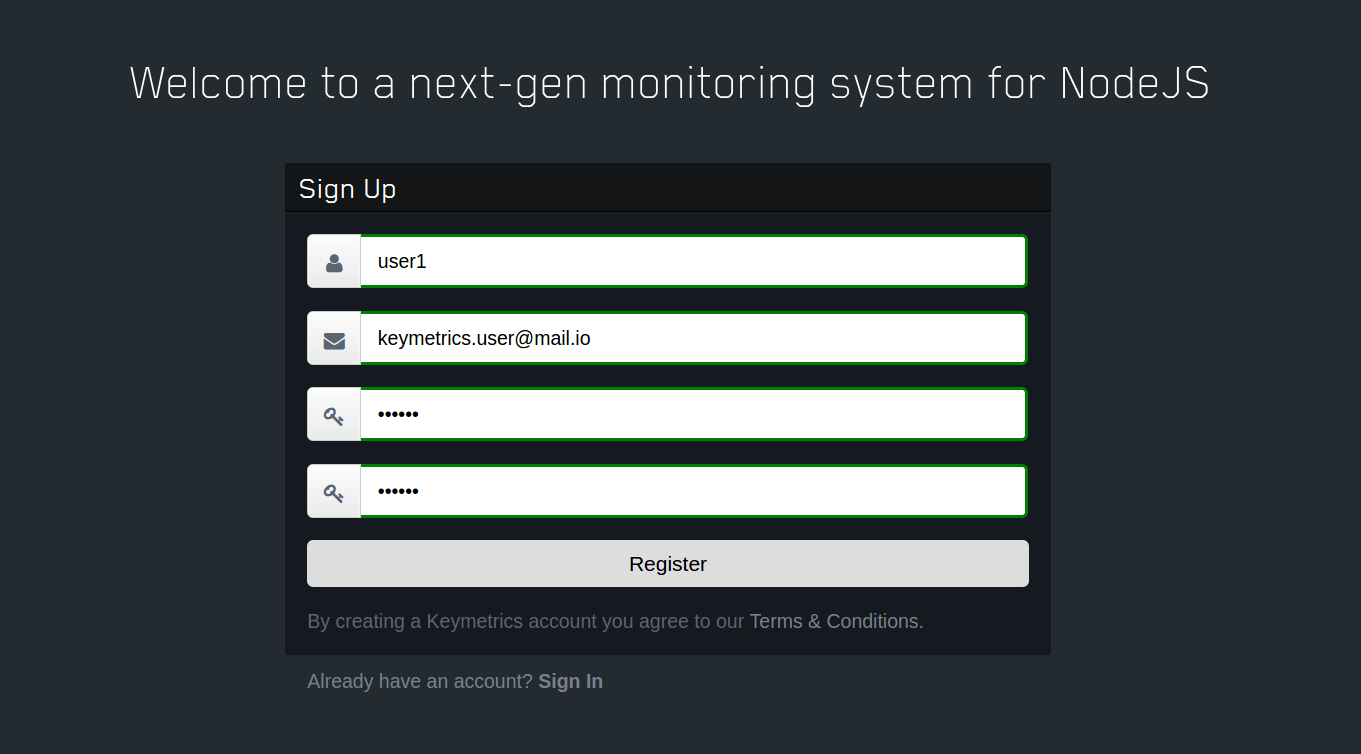 Welcome to a next-gen monitoring system for NodeJS
Sign Up
user1
keymetrics.user@mail.io
••••••
••••••
Register
By creating a Keymetrics account you agree to our Terms & Conditions.
Already have an account? Sign In